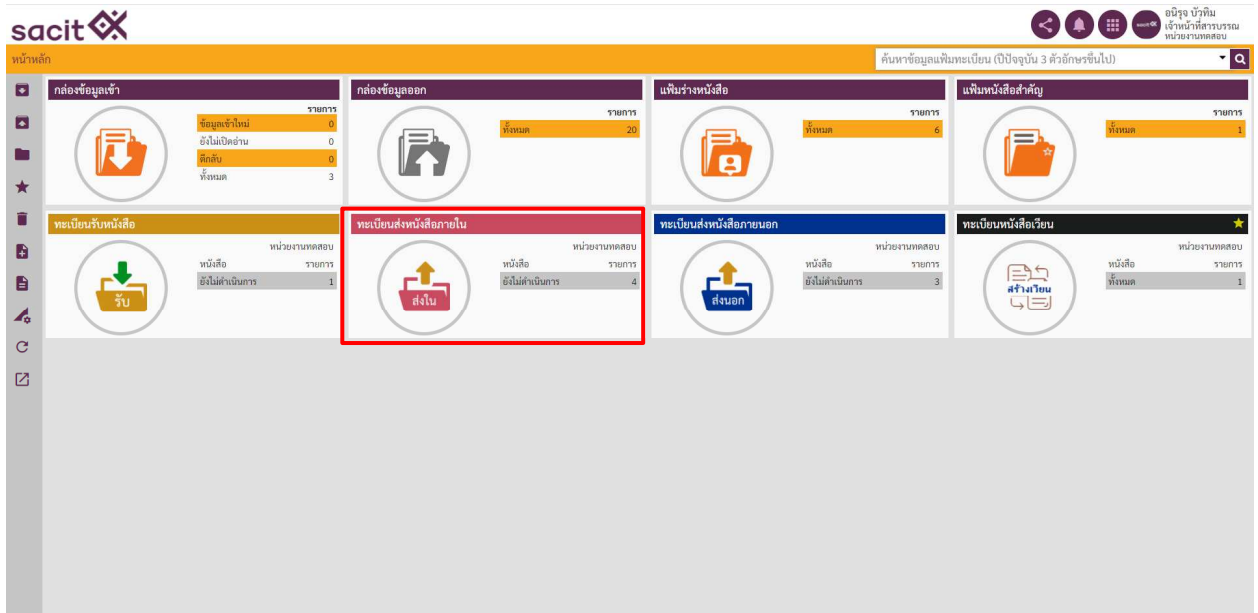 sacit
อนิรุจ บัวทิม
เจ้าหน้าที่สารบรรณ
หน่วยงานทดสอบ
หน้าหลัก
ค้นหาข้อมูลแฟ้มทะเบียน (ปีปัจจุบัน 3 ตัวอักษรขึ้นไป)
กล่องข้อมูลเข้า
รายการ
ข้อมูลเข้าใหม่ 0
ยังไม่เปิดอ่าน 0
ตีกลับ 0
ทั้งหมด 3
กล่องข้อมูลออก
รายการ
ทั้งหมด 20
แฟ้มร่างหนังสือ
รายการ
ทั้งหมด 6
แฟ้มหนังสือสำคัญ
รายการ
ทั้งหมด 1
ทะเบียนรับหนังสือ
หน่วยงานทดสอบ
หนังสือ รายการ
ยังไม่ดำเนินการ 1
รับ
ทะเบียนส่งหนังสือภายใน
หน่วยงานทดสอบ
หนังสือ รายการ
ยังไม่ดำเนินการ 4
ส่งใน
ทะเบียนส่งหนังสือภายนอก
หน่วยงานทดสอบ
หนังสือ รายการ
ยังไม่ดำเนินการ 3
ส่งนอก
ทะเบียนหนังสือเวียน
หน่วยงานทดสอบ
หนังสือ รายการ
ทั้งหมด 1
สร้างเวียน